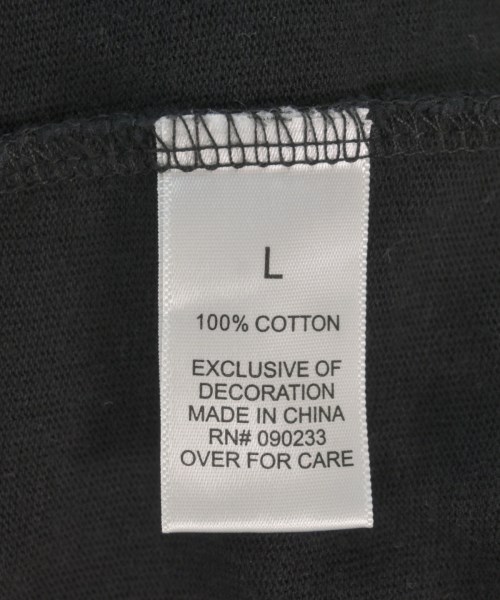 L
100% COTTON
EXCLUSIVE OF
DECORATION
MADE IN CHINA
RN# 090233
OVER FOR CARE